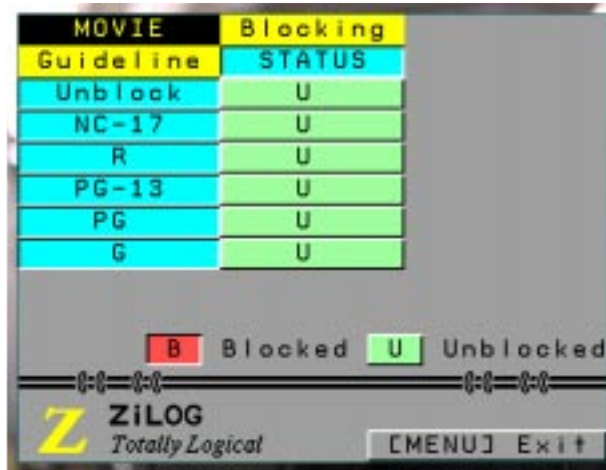 MOVIE Blocking
Guideline STATUS
Unblock U
NC-17 U
R U
PG-13 U
PG U
G U
B Blocked U Unblocked
Z ZiLOG
Totally Logical
[MENU] Exit